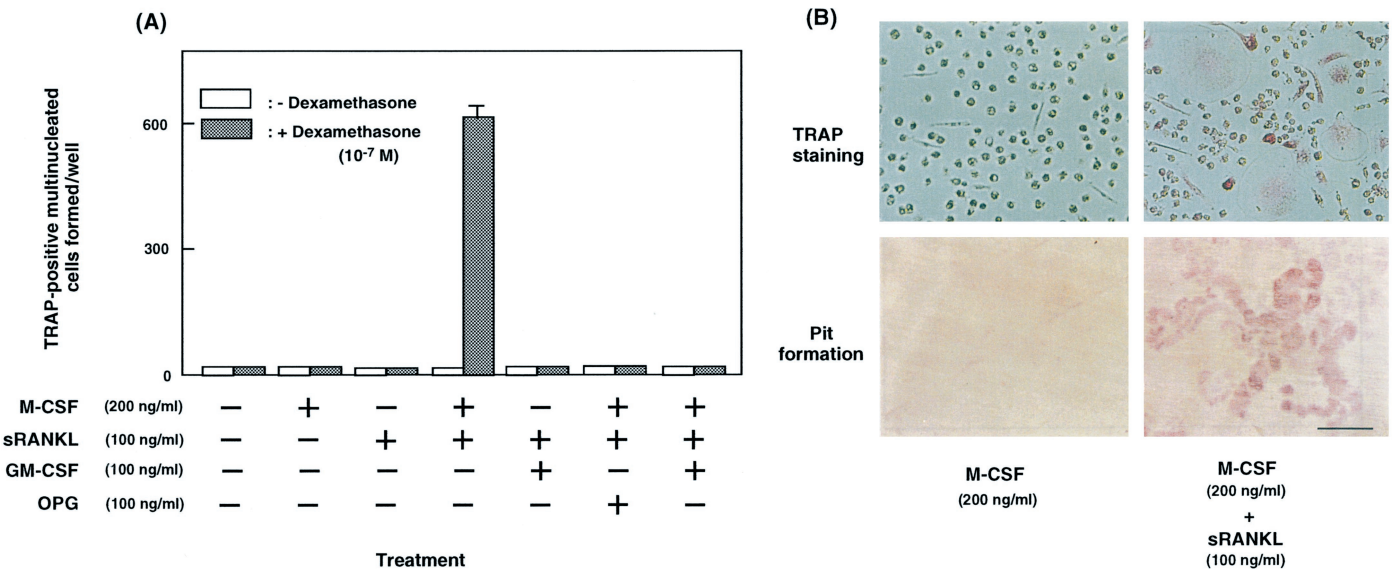 (A)
TRAP-positive multinucleated
cells formed/well
600
300
0
: - Dexamethasone
: + Dexamethasone
(10-7 M)
M-CSF (200 ng/ml) — + — + — + +
sRANKL (100 ng/ml) — — + + + + +
GM-CSF (100 ng/ml) — — — — + — +
OPG (100 ng/ml) — — — — — + —
Treatment
(B)
TRAP
staining
Pit
formation
M-CSF
(200 ng/ml)
M-CSF
(200 ng/ml)
+
sRANKL
(100 ng/ml)